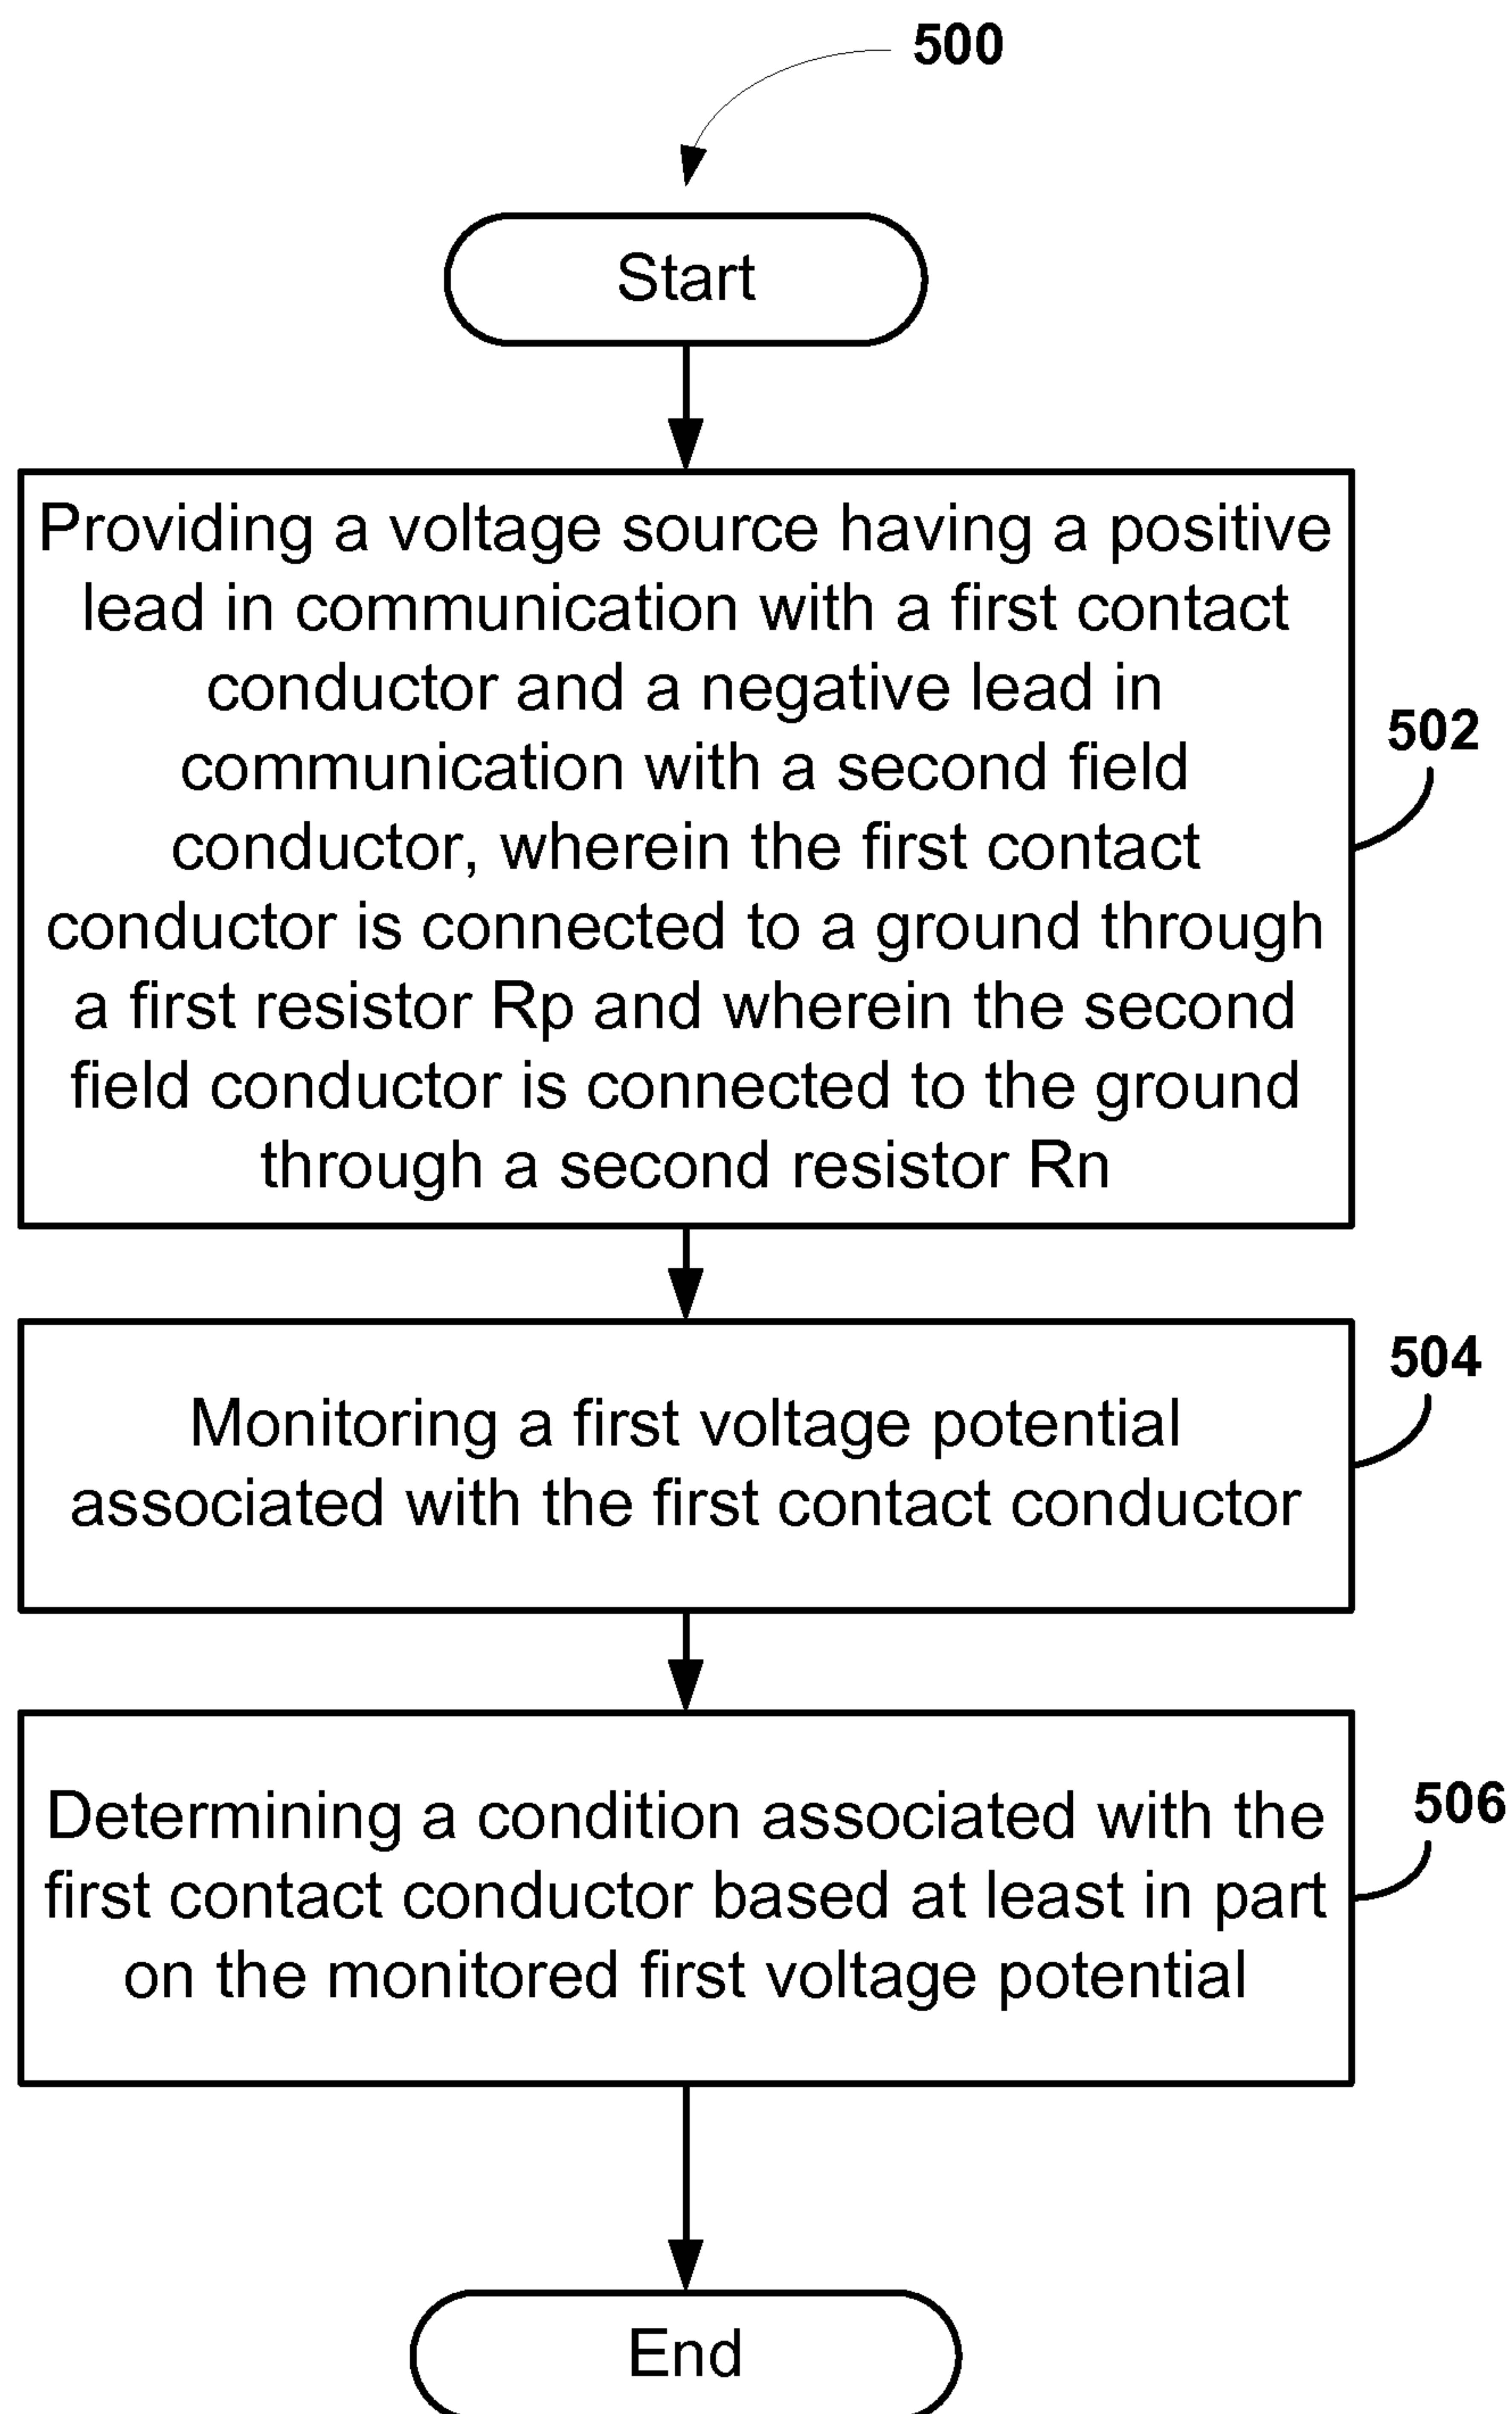 500
Start
Providing a voltage source having a positive
lead in communication with a first contact
conductor and a negative lead in
communication with a second field
conductor, wherein the first contact
conductor is connected to a ground through
a first resistor Rp and wherein the second
field conductor is connected to the ground
through a second resistor Rn
502
Monitoring a first voltage potential
associated with the first contact conductor
504
Determining a condition associated with the
first contact conductor based at least in part
on the monitored first voltage potential
506
End